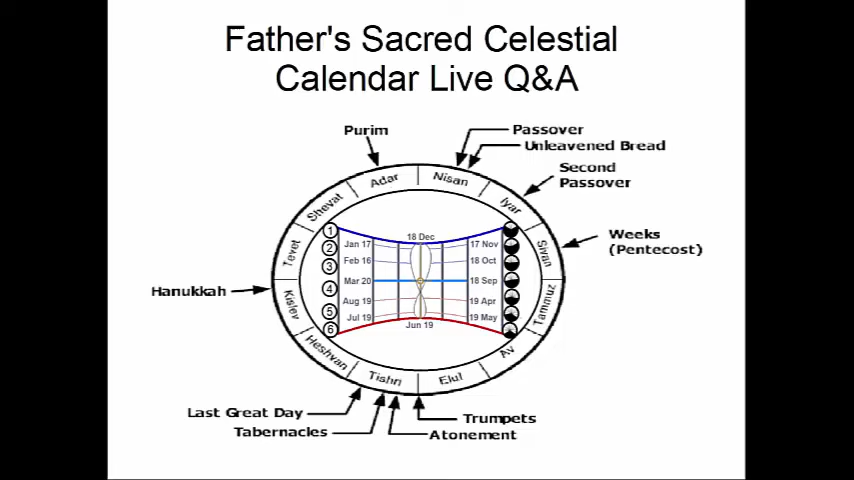 Father's Sacred Celestial
Calendar Live Q&A
Purim
Passover
Unleavened Bread
Second
Passover
Weeks
(Pentecost)
Hanukkah
Last Great Day
Tabernacles
Trumpets
Atonement
Adar
Nisan
Iyar
Sivan
Tammuz
Av
Elul
Tishri
Heshvan
Kislev
Tevet
Shevat
1
2
3
4
5
6
18 Dec
Jan 17
17 Nov
Feb 16
18 Oct
Mar 20
18 Sep
Aug 19
19 Apr
Jul 19
19 May
Jun 19